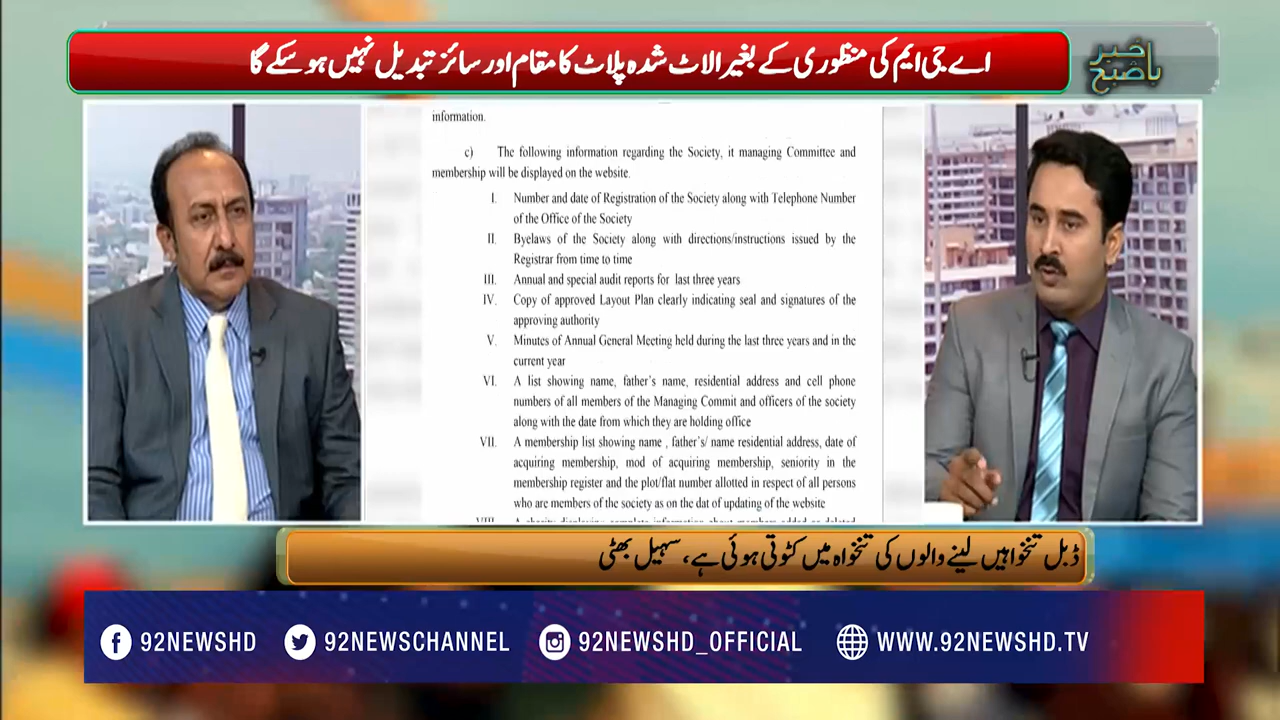 اے جی ایم کی منظوری کے بغیر الاٹ شدہ پلاٹ کا مقام اور سائز تبدیل نہیں ہو سکے گا
باخبر صبح
information.
c) The following information regarding the Society, it managing Committee and
membership will be displayed on the website.
I. Number and date of Registration of the Society along with Telephone Number
of the Office of the Society
II. Byelaws of the Society along with directions/instructions issued by the
Registrar from time to time
III. Annual and special audit reports for last three years
IV. Copy of approved Layout Plan clearly indicating seal and signatures of the
approving authority
V. Minutes of Annual General Meeting held during the last three years and in the
current year
VI. A list showing name, father's name, residential address and cell phone
numbers of all members of the Managing Commit and officers of the society
along with the date from which they are holding office
VII. A membership list showing name , father's/ name residential address, date of
acquiring membership, mod of acquiring membership, seniority in the
membership register and the plot/flat number allotted in respect of all persons
who are members of the society as on the dat of updating of the website
ڈبل تنخواہیں لینے والوں کی تنخواہ میں کٹوتی ہوئی ہے، سہیل بھٹی
92NEWSHD 92NEWSCHANNEL 92NEWSHD_OFFICIAL WWW.92NEWSHD.TV